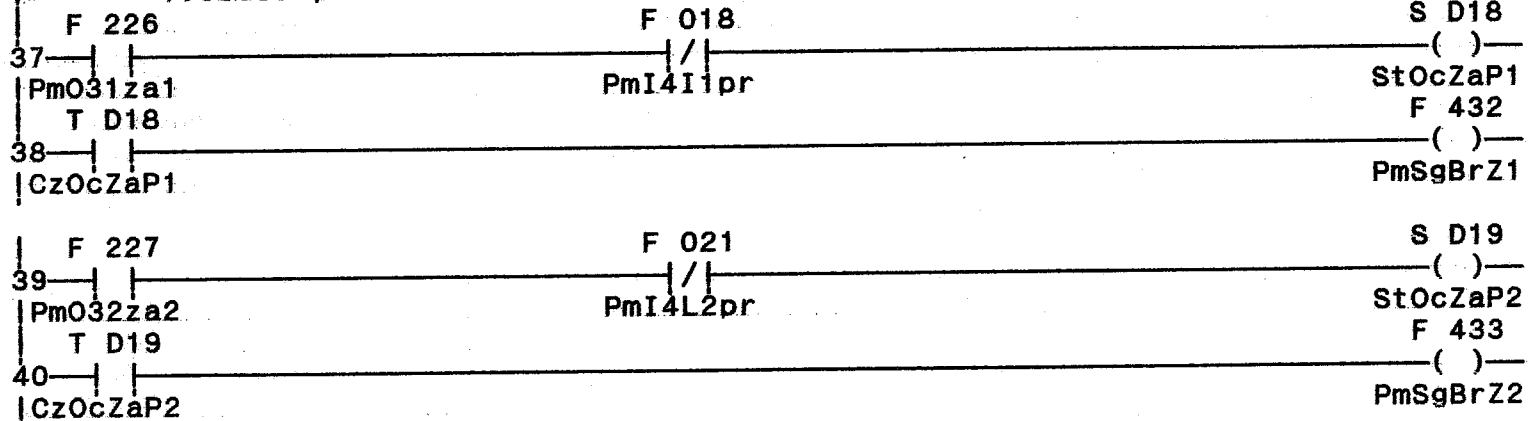 F 226 F 018 S D18
37
PmO31za1 PmI4I1pr StOcZaP1
T D18 F 432
38
CzOcZaP1 PmSgBrZ1
F 227 F 021 S D19
39
PmO32za2 PmI4L2pr StOcZaP2
T D19 F 433
40
CzOcZaP2 PmSgBrZ2